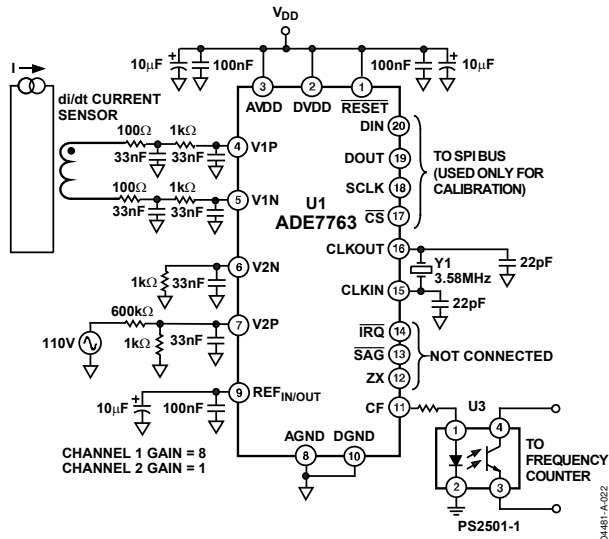 VDD
10µF
100nF
100nF
10µF
I
di/dt CURRENT
SENSOR
3
2
1
AVDD
DVDD
RESET
100Ω
1kΩ
33nF
33nF
4
V1P
100Ω
1kΩ
33nF
33nF
5
V1N
U1
ADE7763
DIN
20
DOUT
19
SCLK
18
CS
17
TO SPI BUS
(USED ONLY FOR
CALIBRATION)
CLKOUT
16
Y1
3.58MHz
22pF
CLKIN
15
22pF
6
V2N
1kΩ
33nF
600kΩ
7
V2P
110V
1kΩ
33nF
IRQ
14
SAG
13
ZX
12
NOT CONNECTED
9
REFIN/OUT
10µF
100nF
CF
11
U3
1
4
2
3
TO
FREQUENCY
COUNTER
PS2501-1
AGND
DGND
8
10
CHANNEL 1 GAIN = 8
CHANNEL 2 GAIN = 1
04481-A-022